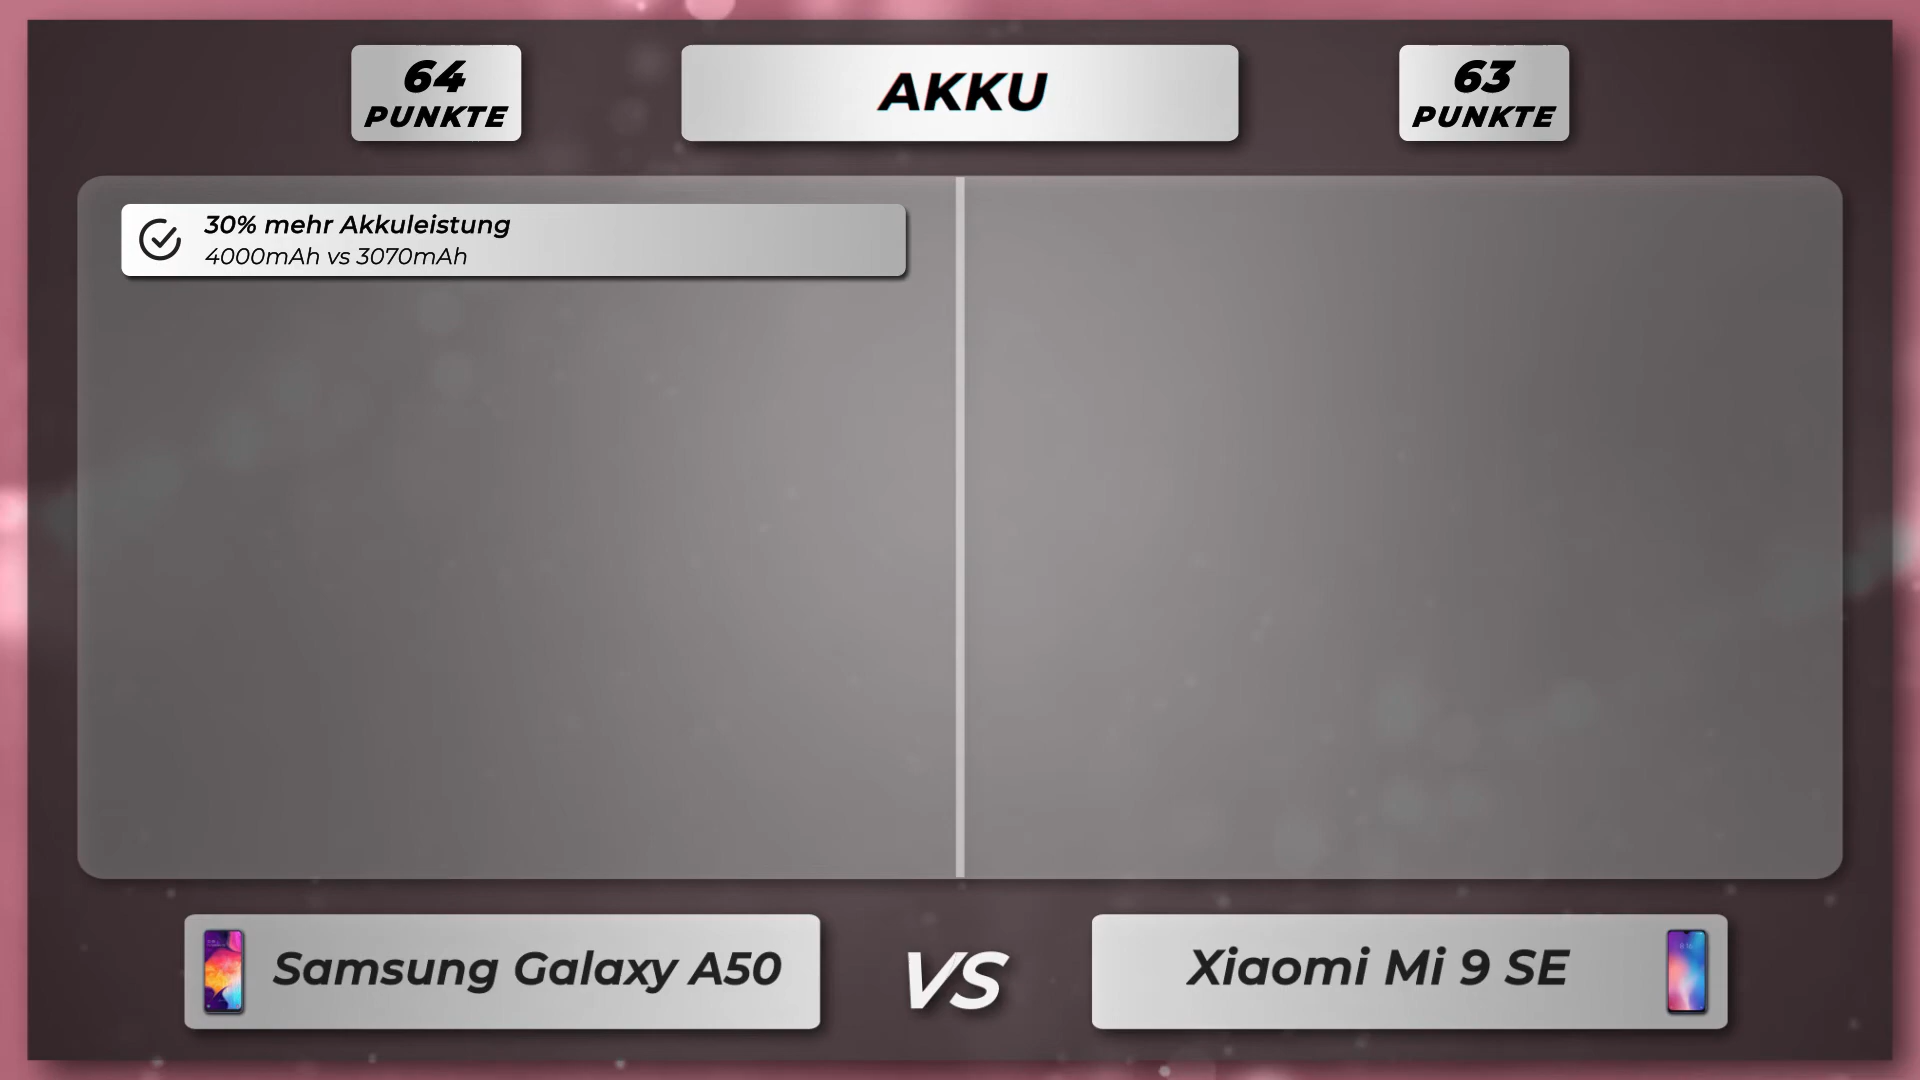 64
PUNKTE
AKKU
63
PUNKTE
30% mehr Akkuleistung
4000mAh vs 3070mAh
Samsung Galaxy A50
VS
Xiaomi Mi 9 SE